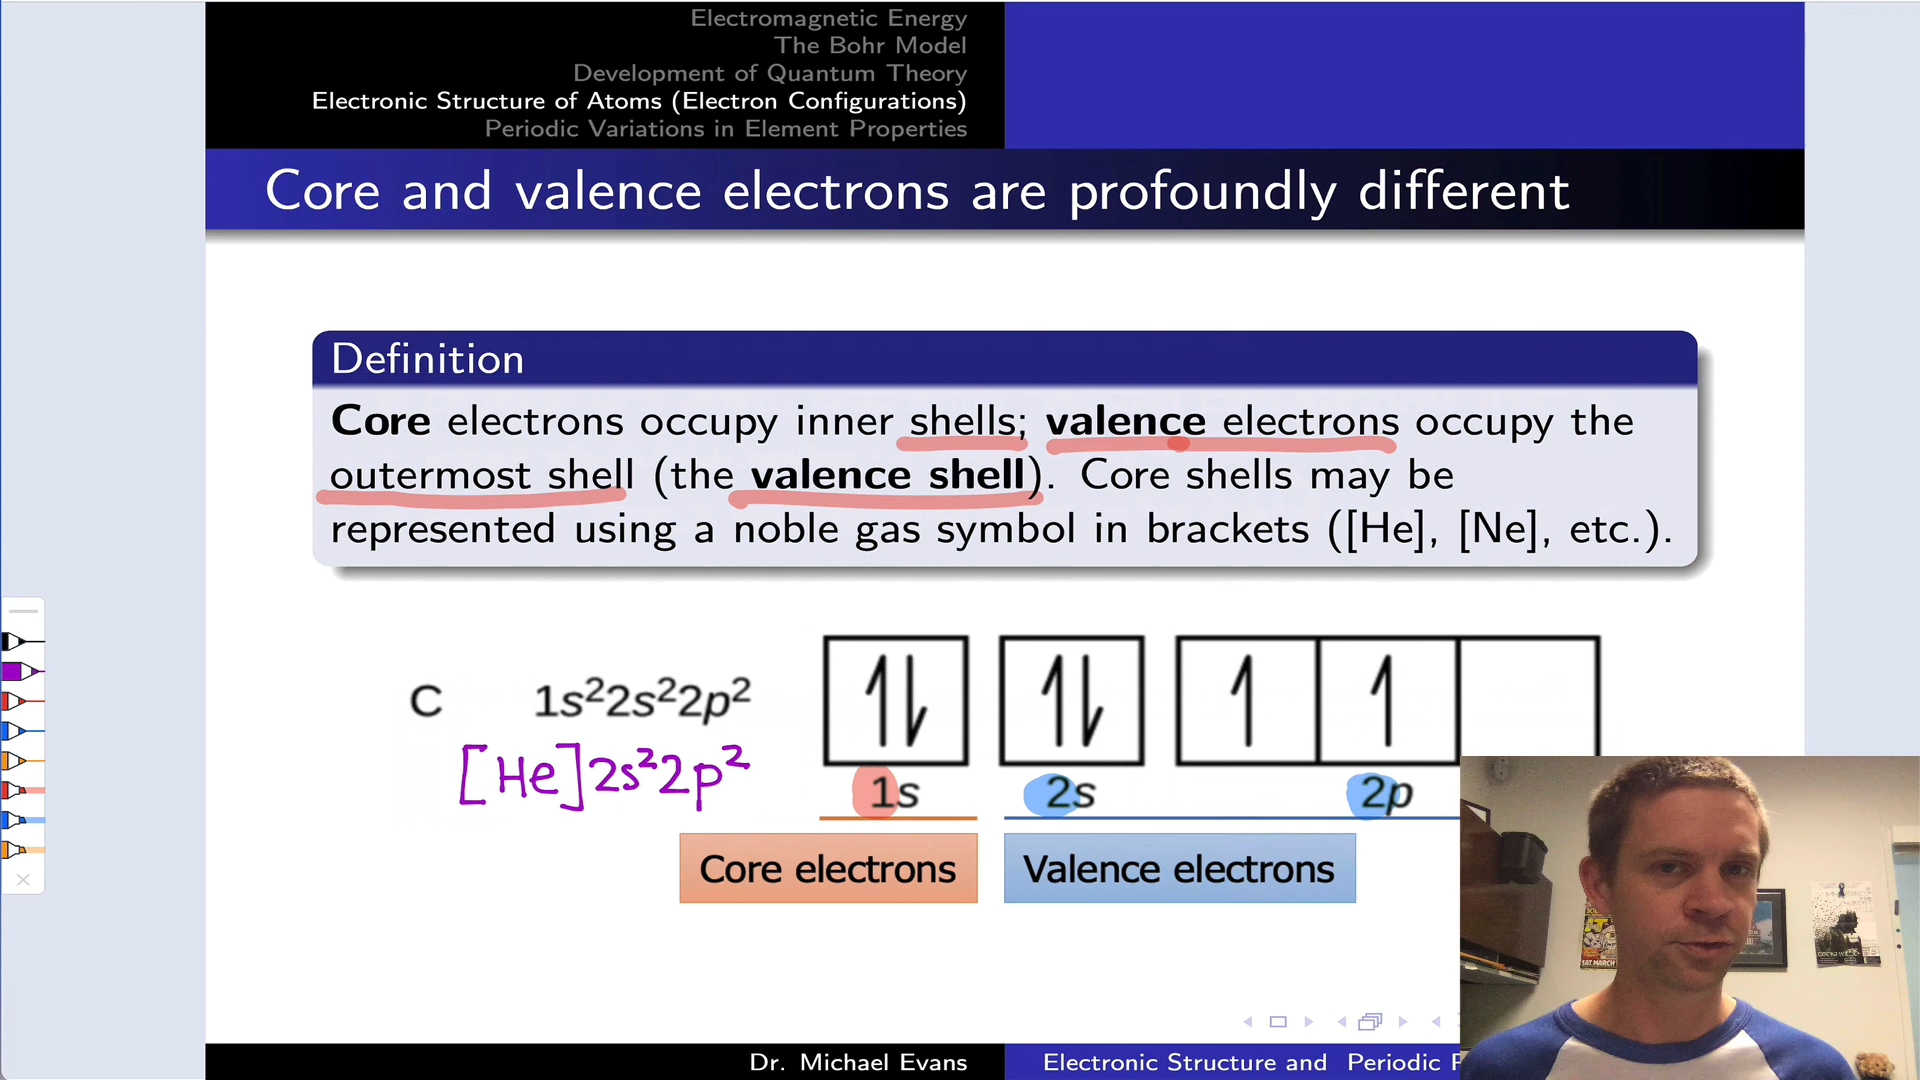 Electromagnetic Energy
The Bohr Model
Development of Quantum Theory
Electronic Structure of Atoms (Electron Configurations)
Periodic Variations in Element Properties
Core and valence electrons are profoundly different
Definition
Core electrons occupy inner shells; valence electrons occupy the
outermost shell (the valence shell). Core shells may be
represented using a noble gas symbol in brackets ([He], [Ne], etc.).
C 1s²2s²2p²
[He]2s²2p²
1s 2s 2p
Core electrons Valence electrons
Dr. Michael Evans Electronic Structure and Periodic P